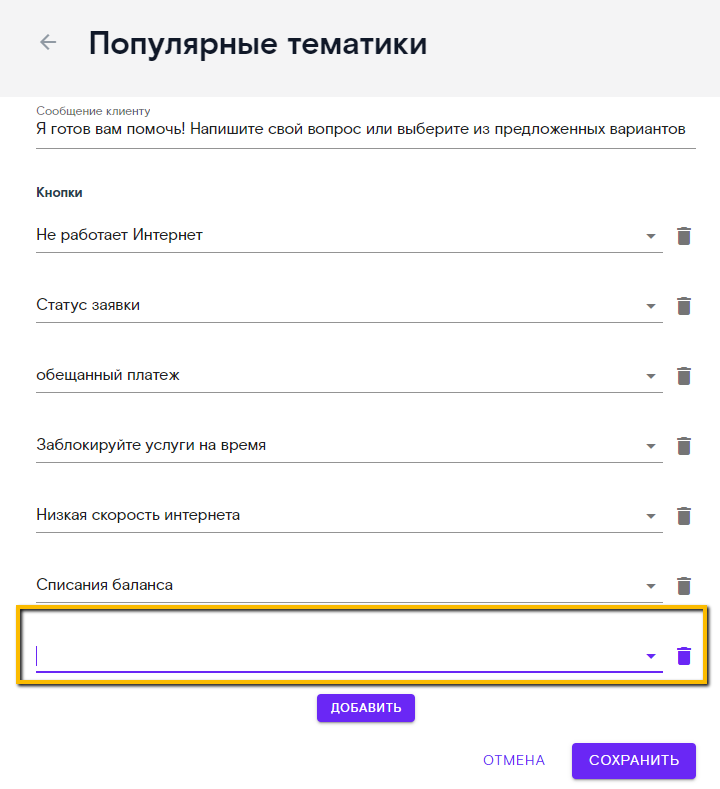 Популярные тематики
Сообщение клиенту
Я готов вам помочь! Напишите свой вопрос или выберите из предложенных вариантов
Кнопки
Не работает Интернет
Статус заявки
обещанный платеж
Заблокируйте услуги на время
Низкая скорость интернета
Списания баланса
ДОБАВИТЬ
ОТМЕНА СОХРАНИТЬ